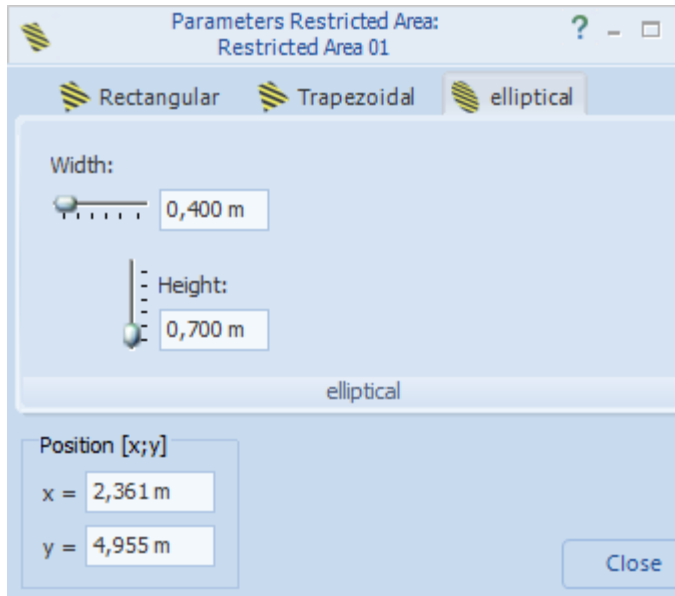 Parameters Restricted Area:
Restricted Area 01
?
Rectangular Trapezoidal elliptical
Width:
0,400 m
Height:
0,700 m
elliptical
Position [x;y]
x = 2,361 m
y = 4,955 m
Close